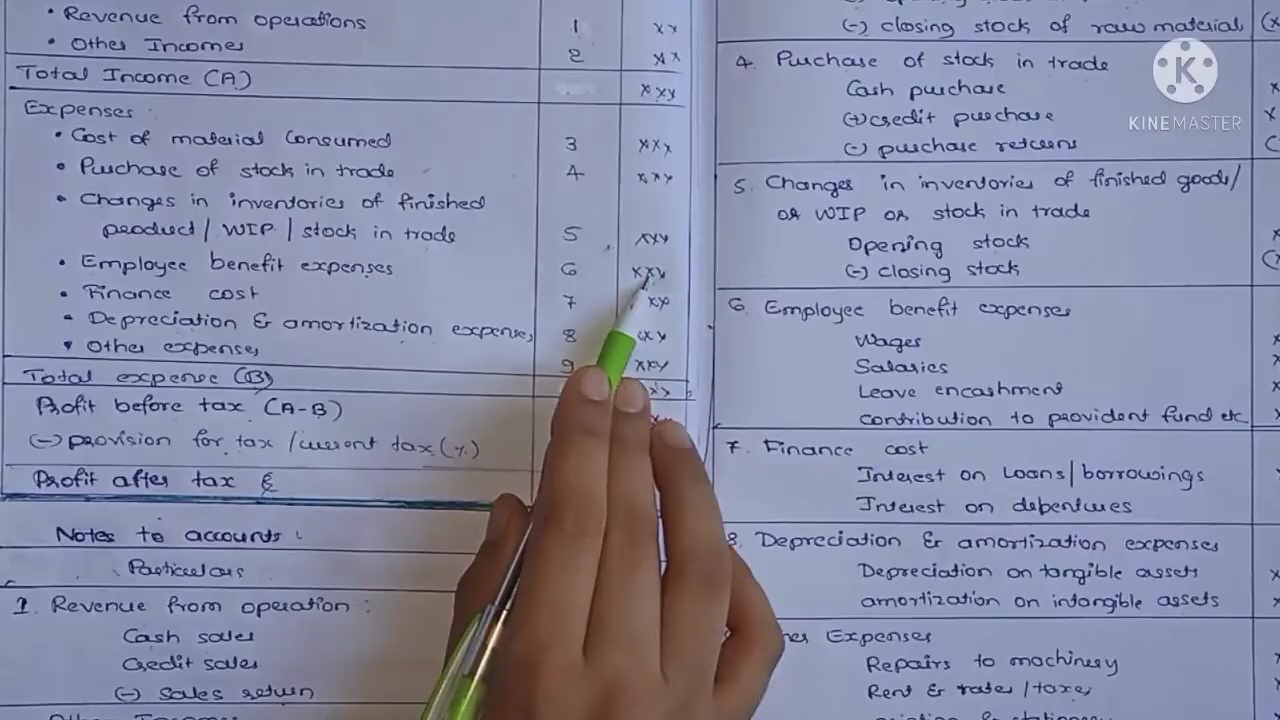 • Revenue from operations 1 xx
• Other Incomes 2 xx
Total Income (A) xxx
Expenses
• Cost of material consumed 3 xxx
• Purchase of stock in trade 4 xxx
• Changes in inventories of finished
product / WIP / stock in trade 5 xxx
• Employee benefit expenses 6 xxx
• Finance cost 7 xx
• Depreciation & amortization expenses 8 xx
• Other expenses 9 xxx
Total expense (B) xx
Profit before tax (A-B)
(-) provision for tax / current tax (%)
Profit after tax &
Notes to accounts :
Particulars
1. Revenue from operation :
Cash sales
Credit sales
(-) Sales return
(-) closing stock of raw material (x
4. Purchase of stock in trade
Cash purchase x
(+) credit purchase x
(-) purchase returns (
5. Changes in inventories of finished goods/
or WIP or stock in trade
Opening stock x
(-) closing stock (x
6. Employee benefit expenses
Wages x
Salaries x
Leave encashment x
contribution to provident fund etc x
7. Finance cost
Interest on Loans/borrowings x
Interest on debentures x
8. Depreciation & amortization expenses
Depreciation on tangible assets x
amortization on intangible assets x
Expenses
Repairs to machinery x
Rent & rates / taxes x
KINEMASTER